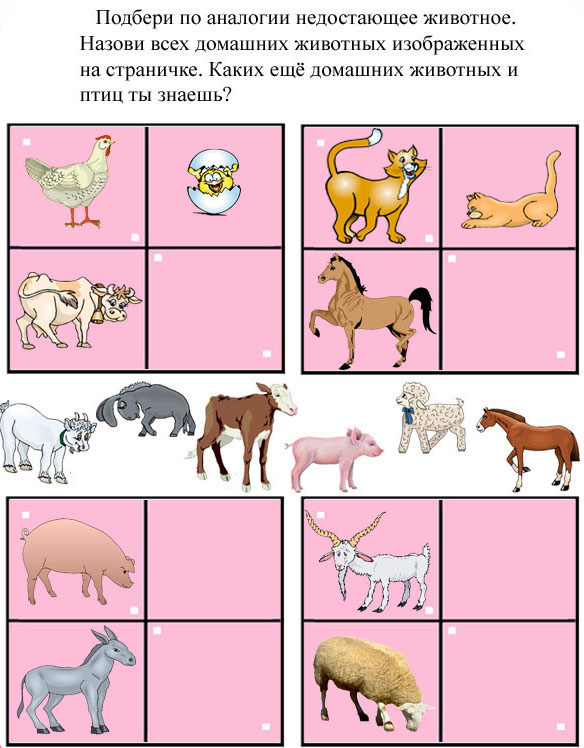 Подбери по аналогии недостающее животное.
Назови всех домашних животных изображенных
на страничке. Каких ещё домашних животных и
птиц ты знаешь?